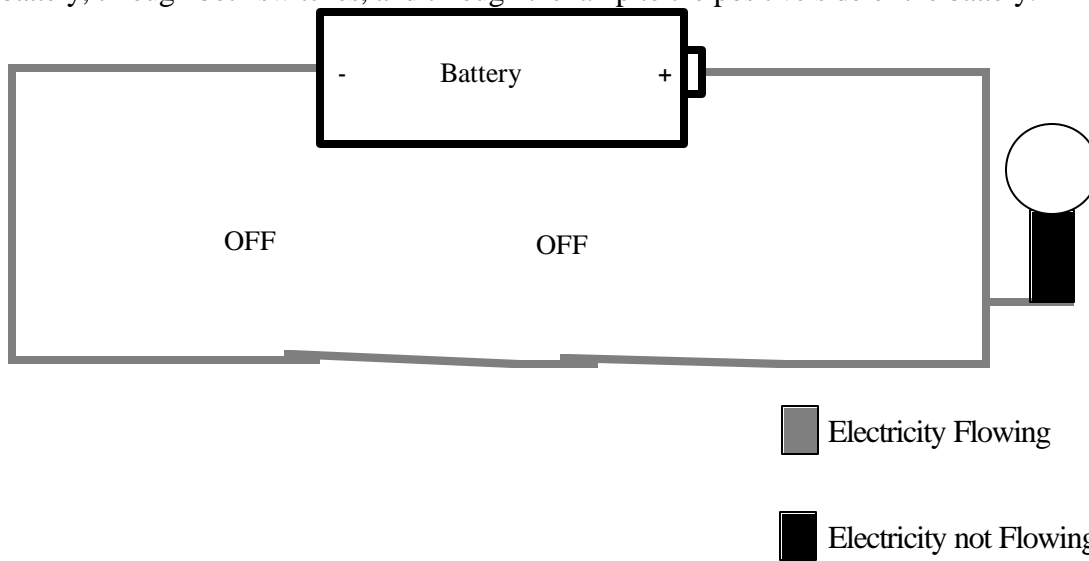 battery, through both switches, and through the lamp to the positive side of the battery.
- Battery +
OFF OFF
Electricity Flowing
Electricity not Flowing